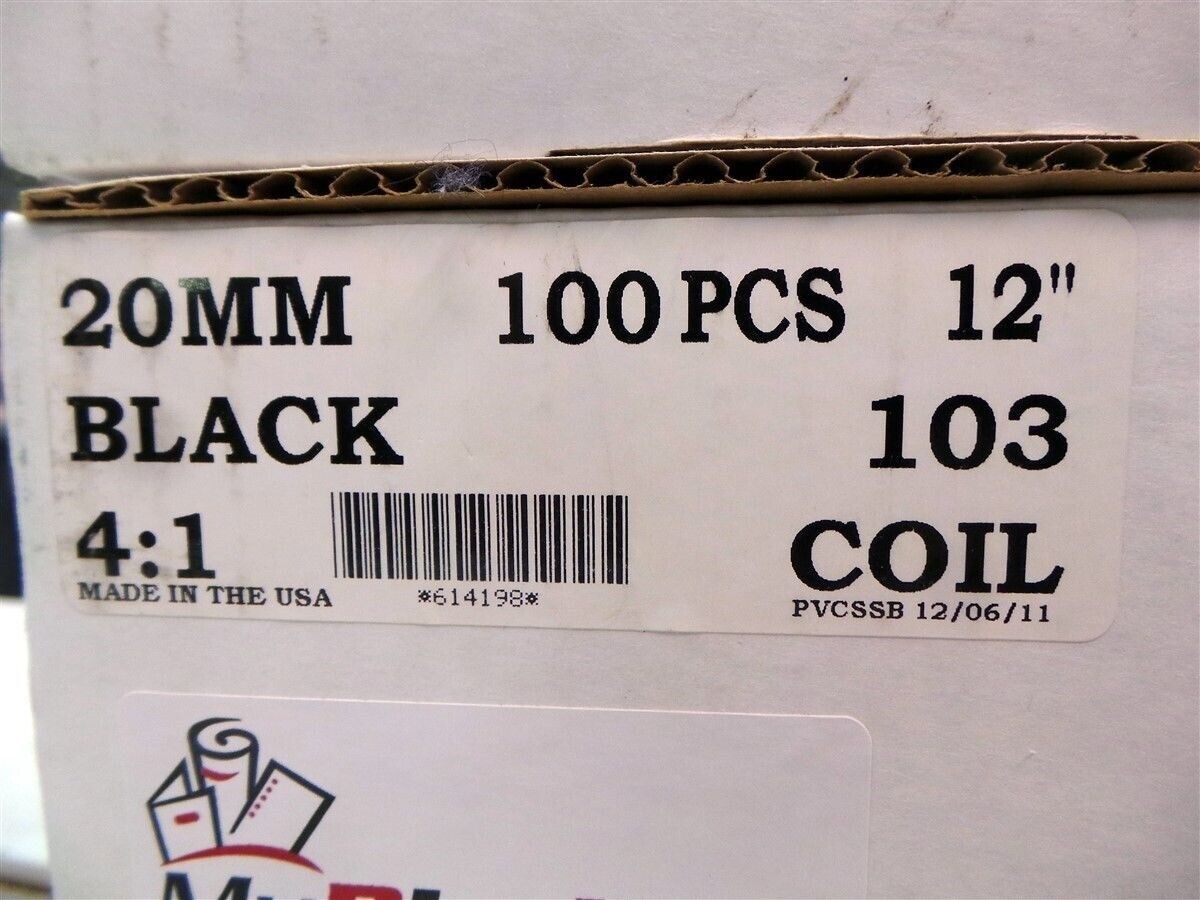 20MM 100 PCS 12"
BLACK 103
4:1 COIL
MADE IN THE USA *614198* PVCSSB 12/06/11